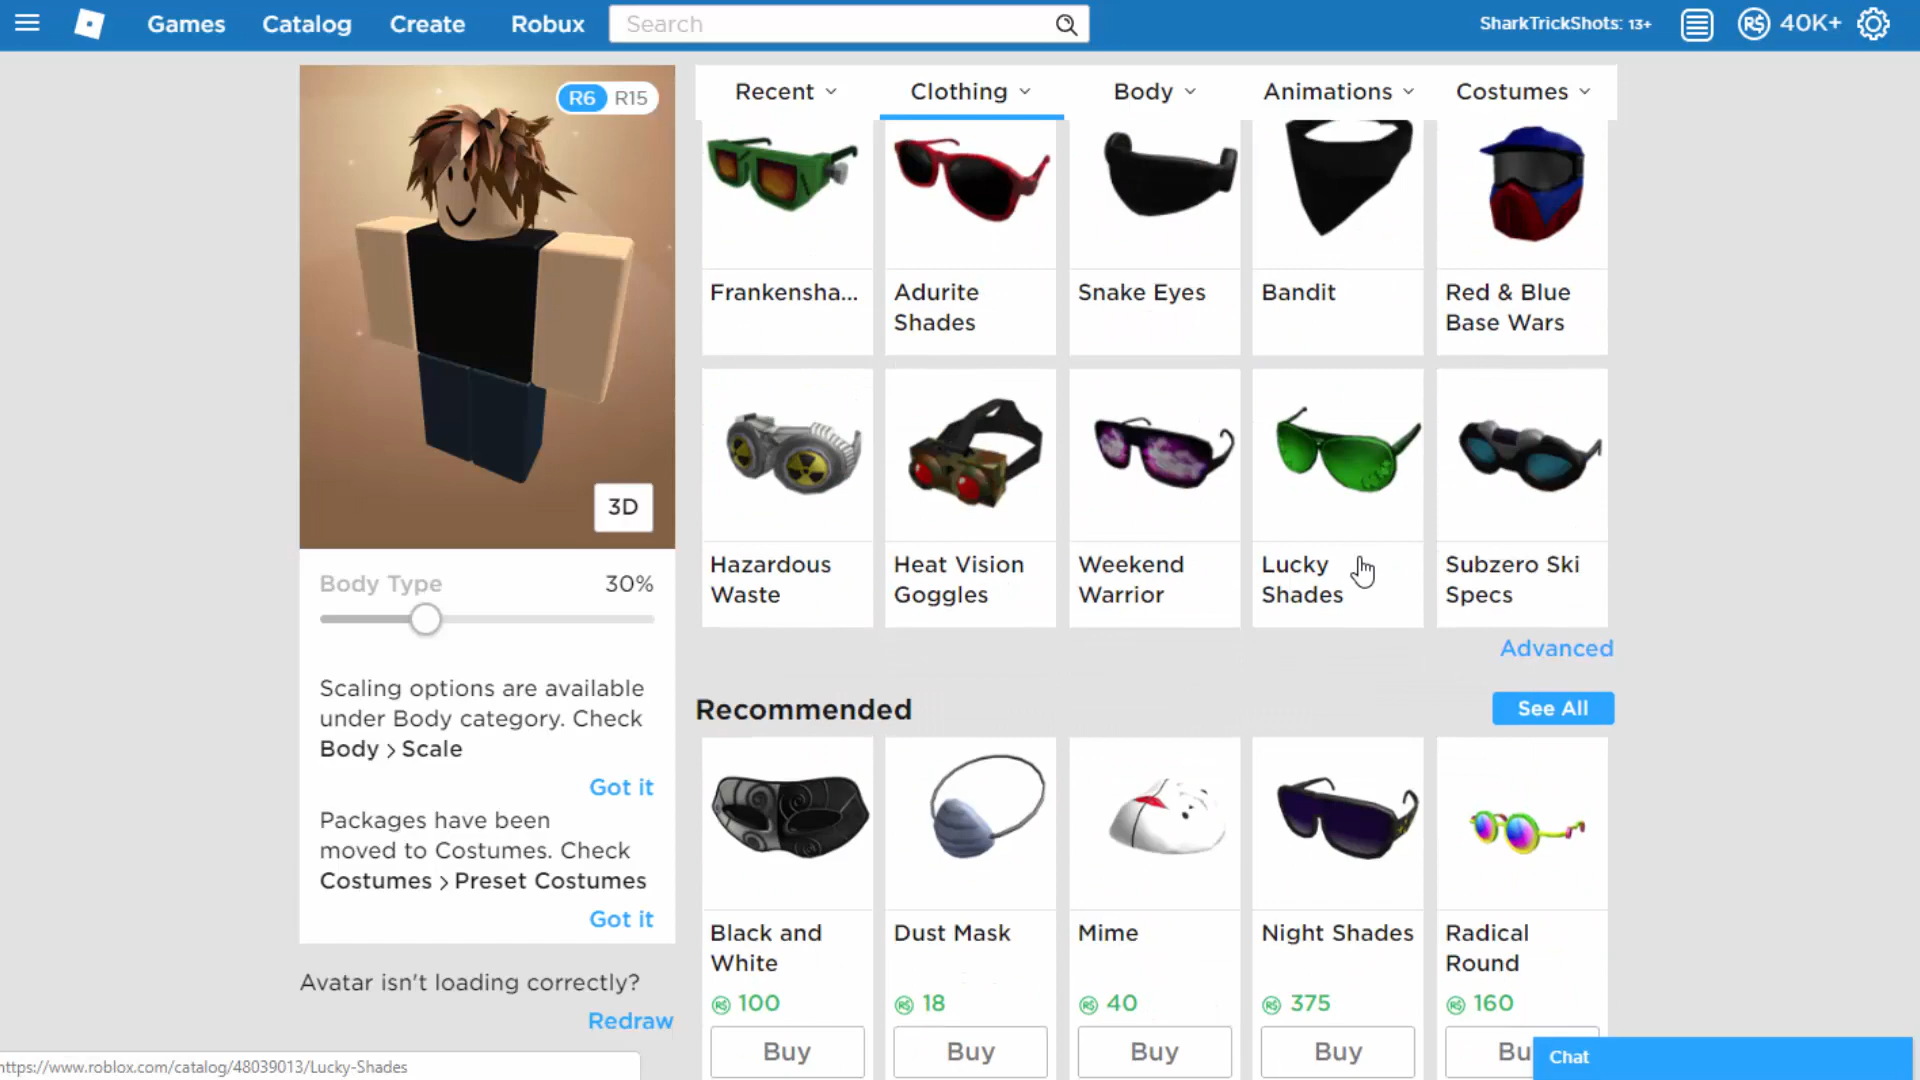 Games Catalog Create Robux Search SharkTrickShots: 13+ 40K+
R6 R15
Recent Clothing Body Animations Costumes
Frankensha... Adurite Snake Eyes Bandit Red & Blue
Shades Base Wars
3D
Hazardous Heat Vision Weekend Lucky Subzero Ski
Waste Goggles Warrior Shades Specs
Body Type 30%
Advanced
Scaling options are available
under Body category. Check
Body > Scale
Got it
Packages have been
moved to Costumes. Check
Costumes > Preset Costumes
Got it
Avatar isn't loading correctly?
Redraw
Recommended See All
Black and Dust Mask Mime Night Shades Radical
White Round
R$ 100 R$ 18 R$ 40 R$ 375 R$ 160
Buy Buy Buy Buy
Chat
https://www.roblox.com/catalog/48039013/Lucky-Shades